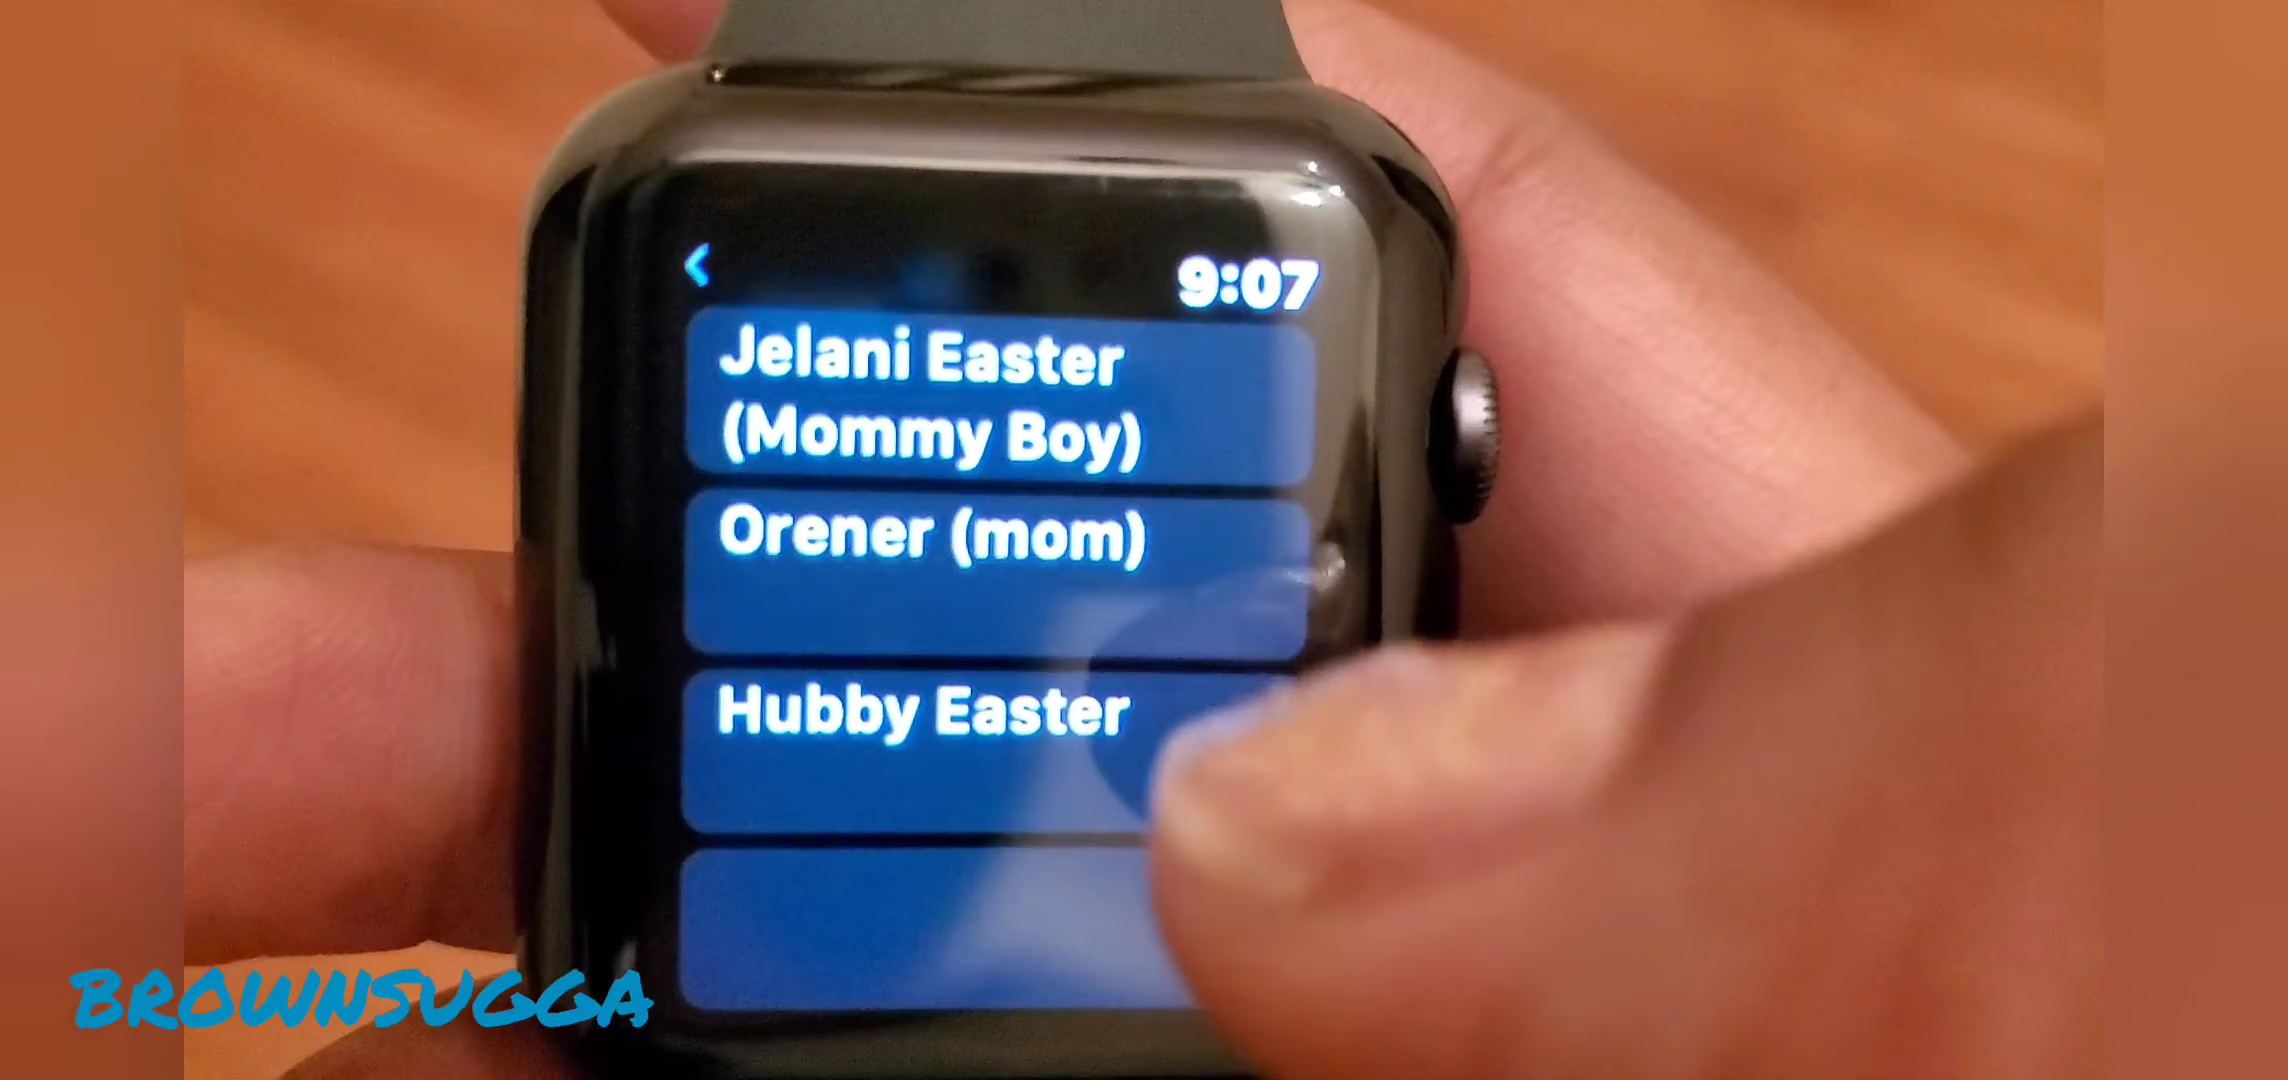 9:07
Jelani Easter
(Mommy Boy)
Orener (mom)
Hubby Easter
BROWNSUGGA